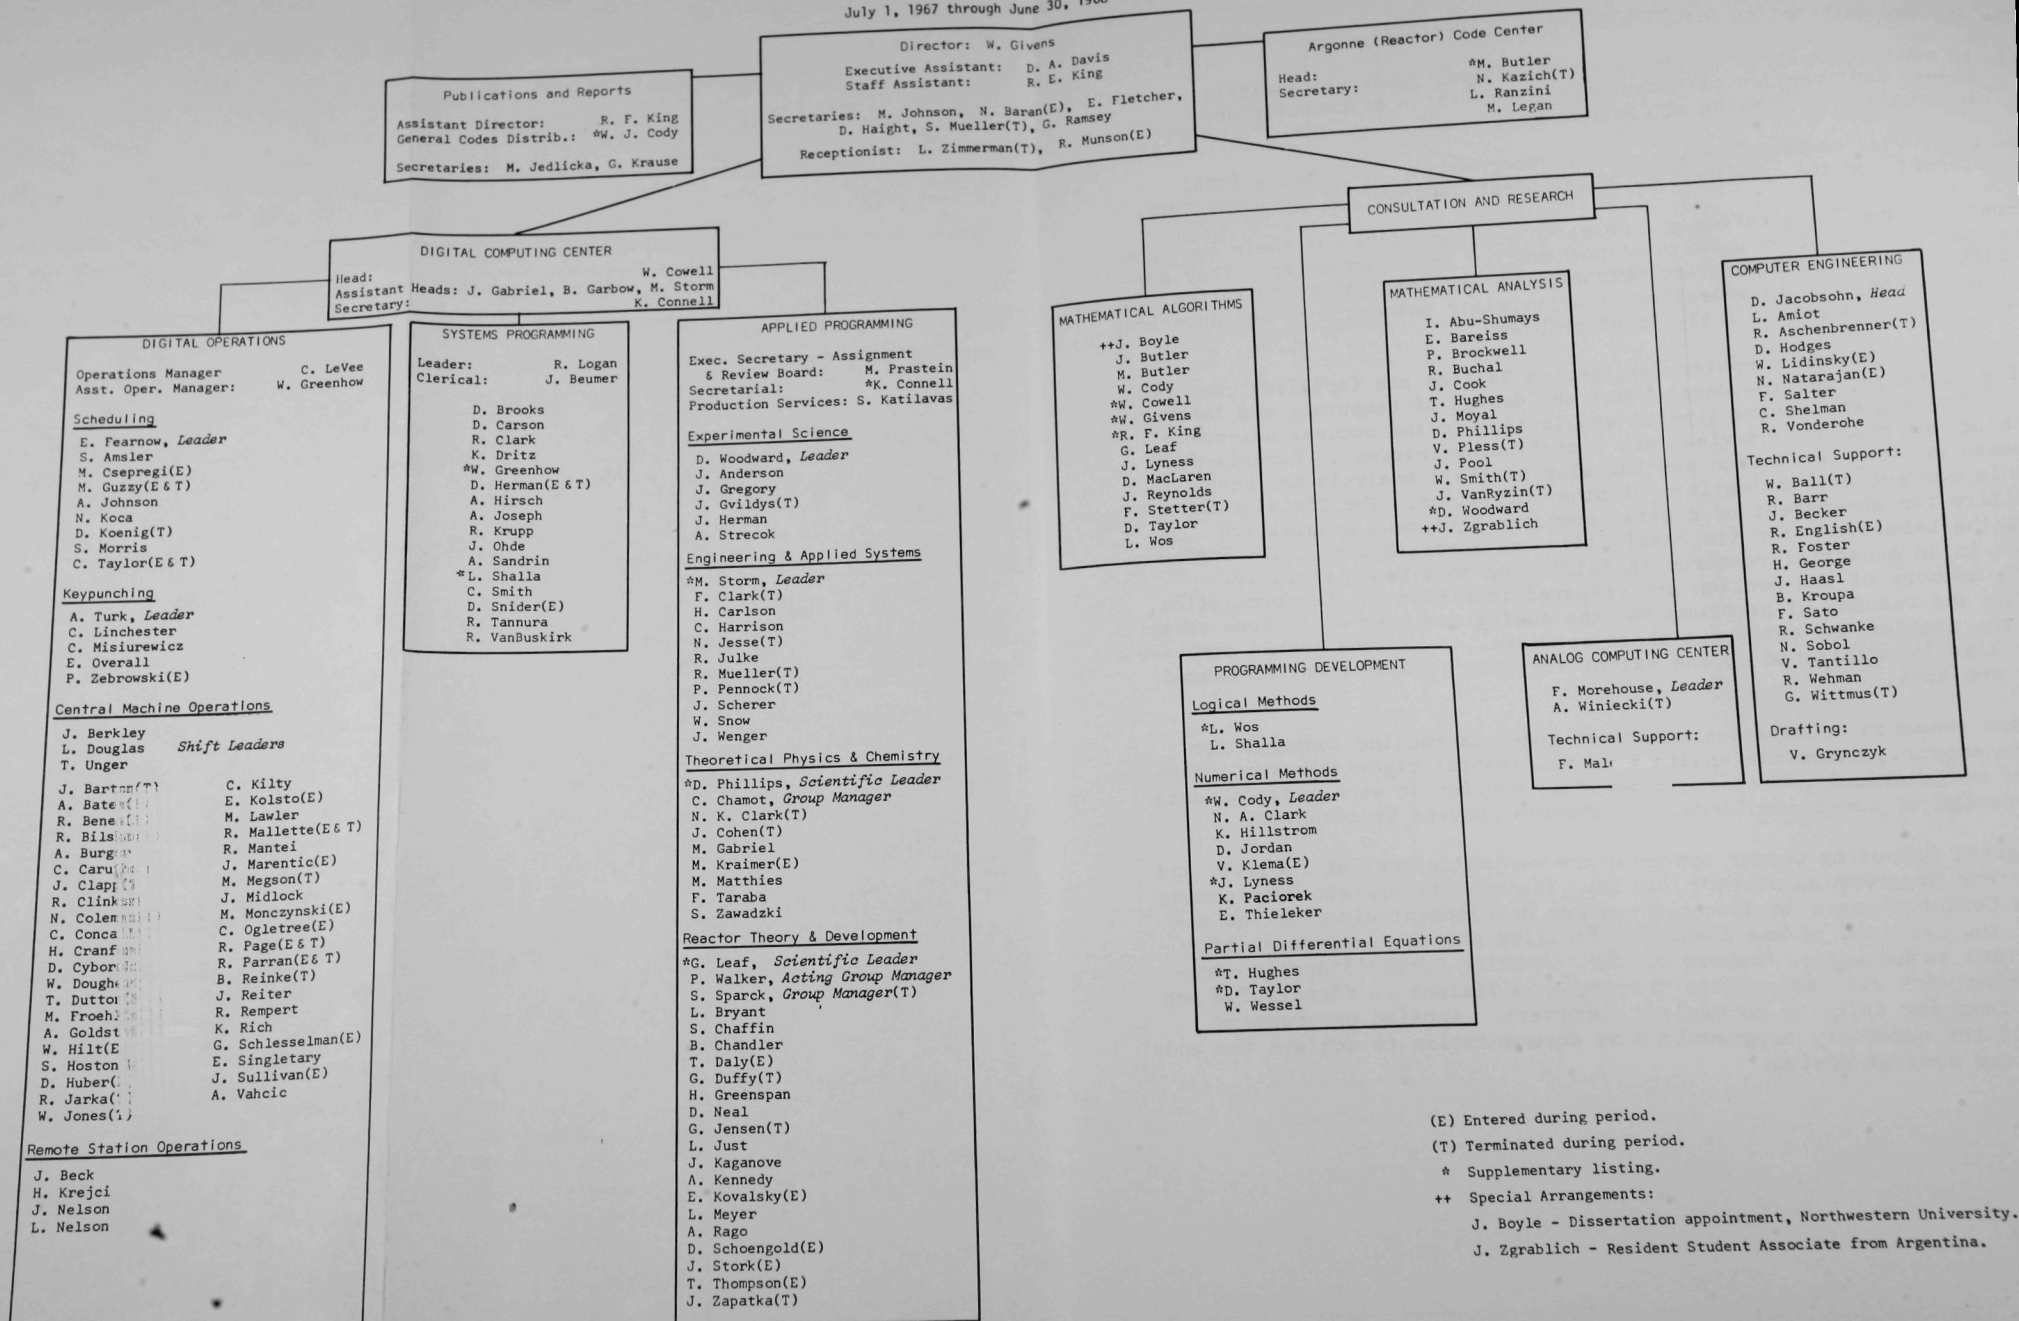 July 1, 1967 through June 30,
Director: W. Givens
Executive Assistant: D. A. Davis
Staff Assistant: R. E. King
Secretaries: M. Johnson, N. Baran(E), E. Fletcher,
D. Haight, S. Mueller(T), G. Ramsey
Receptionist: L. Zimmerman(T), R. Munson(E)
Publications and Reports
Assistant Director: R. F. King
General Codes Distrib.: *W. J. Cody
Secretaries: M. Jedlicka, G. Krause
Argonne (Reactor) Code Center
Head: *M. Butler
Secretary: N. Kazich(T)
L. Ranzini
M. Legan
DIGITAL COMPUTING CENTER
Head: W. Cowell
Assistant Heads: J. Gabriel, B. Garbow, M. Storm
Secretary: K. Connell
DIGITAL OPERATIONS
Operations Manager C. LeVee
Asst. Oper. Manager: W. Greenhow
Scheduling
E. Fearnow, Leader
S. Amsler
M. Csepregi(E)
M. Guzzy(E & T)
A. Johnson
N. Koca
D. Koenig(T)
S. Morris
C. Taylor(E & T)
Keypunching
A. Turk, Leader
C. Linchester
C. Misiurewicz
E. Overall
P. Zebrowski(E)
Central Machine Operations
J. Berkley
L. Douglas Shift Leaders
T. Unger
J. Barton(T)
A.
R.
R.
A.
C.
J.
R.
N.
C.
H.
D.
W.
T.
M.
A.
W. Hilt(E
S. Hoston
D. Huber(
R. Jarka(
W. Jones(
C. Kilty
E. Kolsto(E)
M. Lawler
R. Mallette(E & T)
R. Mantei
J. Marentic(E)
M. Megson(T)
J. Midlock
M. Monczynski(E)
C. Ogletree(E)
R. Page(E & T)
R. Parran(E & T)
B. Reinke(T)
J. Reiter
R. Rempert
K. Rich
G. Schlesselman(E)
E. Singletary
J. Sullivan(E)
A. Vahcic
Remote Station Operations
J. Beck
H. Krejci
J. Nelson
L. Nelson
SYSTEMS PROGRAMMING
Leader: R. Logan
Clerical: J. Beumer
D. Brooks
D. Carson
R. Clark
K. Dritz
*W. Greenhow
D. Herman(E & T)
A. Hirsch
A. Joseph
R. Krupp
J. Ohde
A. Sandrin
*L. Shalla
C. Smith
D. Snider(E)
R. Tannura
R. VanBuskirk
APPLIED PROGRAMMING
Exec. Secretary - Assignment
& Review Board: M. Prastein
Secretarial: *K. Connell
Production Services: S. Katilavas
Experimental Science
D. Woodward, Leader
J. Anderson
J. Gregory
J. Gvildys(T)
J. Herman
A. Strecok
Engineering & Applied Systems
*M. Storm, Leader
F. Clark(T)
H. Carlson
C. Harrison
N. Jesse(T)
R. Julke
R. Mueller(T)
P. Pennock(T)
J. Scherer
W. Snow
J. Wenger
Theoretical Physics & Chemistry
*D. Phillips, Scientific Leader
C. Chamot, Group Manager
N. K. Clark(T)
J. Cohen(T)
M. Gabriel
M. Kraimer(E)
M. Matthies
F. Taraba
S. Zawadzki
Reactor Theory & Development
*G. Leaf, Scientific Leader
P. Walker, Acting Group Manager
S. Sparck, Group Manager(T)
L. Bryant
S. Chaffin
B. Chandler
T. Daly(E)
G. Duffy(T)
H. Greenspan
D. Neal
G. Jensen(T)
L. Just
J. Kaganove
A. Kennedy
E. Kovalsky(E)
L. Meyer
A. Rago
D. Schoengold(E)
J. Stork(E)
T. Thompson(E)
J. Zapatka(T)
CONSULTATION AND RESEARCH
MATHEMATICAL ALGORITHMS
++J. Boyle
J. Butler
M. Butler
W. Cody
*W. Cowell
*W. Givens
*R. F. King
G. Leaf
J. Lyness
D. MacLaren
J. Reynolds
F. Stetter(T)
D. Taylor
L. Wos
MATHEMATICAL ANALYSIS
I. Abu-Shumays
E. Bareiss
P. Brockwell
R. Buchal
J. Cook
T. Hughes
J. Moyal
D. Phillips
V. Pless(T)
J. Pool
W. Smith(T)
J. VanRyzin(T)
*D. Woodward
++J. Zgrablich
COMPUTER ENGINEERING
D. Jacobsohn, Head
L. Amiot
R. Aschenbrenner(T)
D. Hodges
W. Lidinsky(E)
N. Natarajan(E)
F. Salter
C. Shelman
R. Vonderohe
Technical Support:
W. Ball(T)
R. Barr
J. Becker
R. English(E)
R. Foster
H. George
J. Haasl
B. Kroupa
F. Sato
R. Schwanke
N. Sobol
V. Tantillo
R. Wehman
G. Wittmus(T)
Drafting:
V. Grynczyk
PROGRAMMING DEVELOPMENT
Logical Methods
*L. Wos
L. Shalla
Numerical Methods
*W. Cody, Leader
N. A. Clark
K. Hillstrom
D. Jordan
V. Klema(E)
*J. Lyness
K. Paciorek
E. Thieleker
Partial Differential Equations
*T. Hughes
*D. Taylor
W. Wessel
ANALOG COMPUTING CENTER
F. Morehouse, Leader
A. Winiecki(T)
Technical Support:
F.
(E) Entered during period.
(T) Terminated during period.
* Supplementary listing.
++ Special Arrangements:
J. Boyle - Dissertation appointment, Northwestern University.
J. Zgrablich - Resident Student Associate from Argentina.